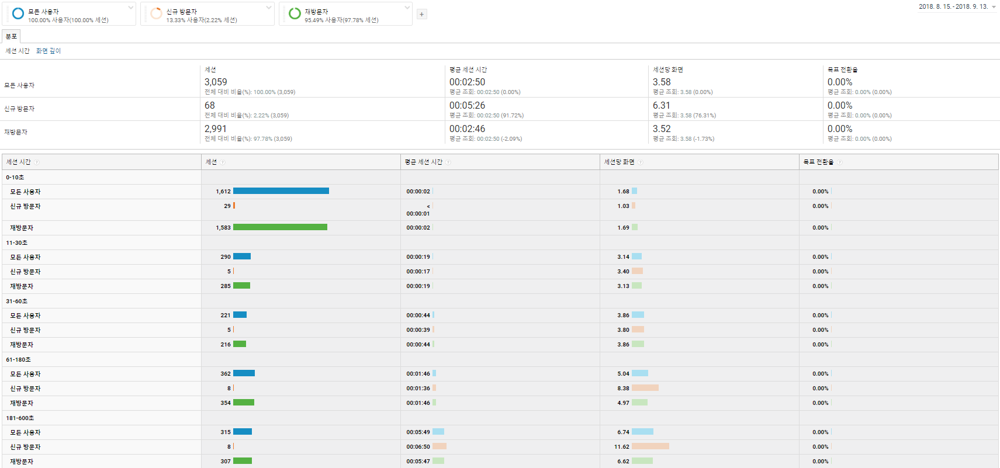 모든 사용자
100.00% 사용자(100.00% 세션)
신규 방문자
13.33% 사용자(2.22% 세션)
재방문자
95.49% 사용자(97.78% 세션)
+
2018. 8. 15. - 2018. 9. 13.
분포
세션 시간 화면 깊이
세션 평균 세션 시간 세션당 화면 목표 전환율
모든 사용자 3,059 00:02:50 3.58 0.00%
전체 대비 비율(%): 100.00% (3,059) 평균 조회: 00:02:50 (0.00%) 평균 조회: 3.58 (0.00%) 평균 조회: 0.00% (0.00%)
신규 방문자 68 00:05:26 6.31 0.00%
전체 대비 비율(%): 2.22% (3,059) 평균 조회: 00:02:50 (91.72%) 평균 조회: 3.58 (76.31%) 평균 조회: 0.00% (0.00%)
재방문자 2,991 00:02:46 3.52 0.00%
전체 대비 비율(%): 97.78% (3,059) 평균 조회: 00:02:50 (-2.09%) 평균 조회: 3.58 (-1.73%) 평균 조회: 0.00% (0.00%)
세션 시간 ? 세션 ? 평균 세션 시간 ? 세션당 화면 ? 목표 전환율 ?
0-10초
모든 사용자 1,612 00:00:02 1.68 0.00%
신규 방문자 29 < 1.03 0.00%
00:00:01
재방문자 1,583 00:00:02 1.69 0.00%
11-30초
모든 사용자 290 00:00:19 3.14 0.00%
신규 방문자 5 00:00:17 3.40 0.00%
재방문자 285 00:00:19 3.13 0.00%
31-60초
모든 사용자 221 00:00:44 3.86 0.00%
신규 방문자 5 00:00:39 3.80 0.00%
재방문자 216 00:00:44 3.86 0.00%
61-180초
모든 사용자 362 00:01:46 5.04 0.00%
신규 방문자 8 00:01:36 8.38 0.00%
재방문자 354 00:01:46 4.97 0.00%
181-600초
모든 사용자 315 00:05:49 6.74 0.00%
신규 방문자 8 00:06:50 11.62 0.00%
재방문자 307 00:05:47 6.62 0.00%